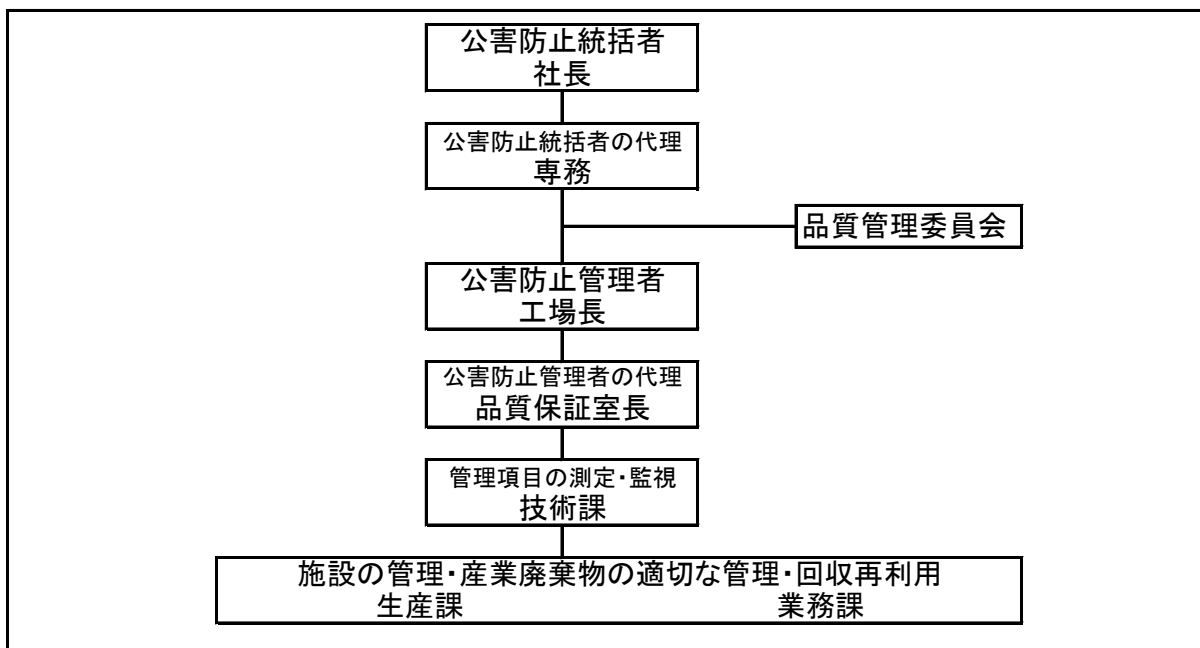 公害防止統括者
社長
公害防止統括者の代理
専務
品質管理委員会
公害防止管理者
工場長
公害防止管理者の代理
品質保証室長
管理項目の測定・監視
技術課
施設の管理・産業廃棄物の適切な管理・回収再利用
生産課 業務課